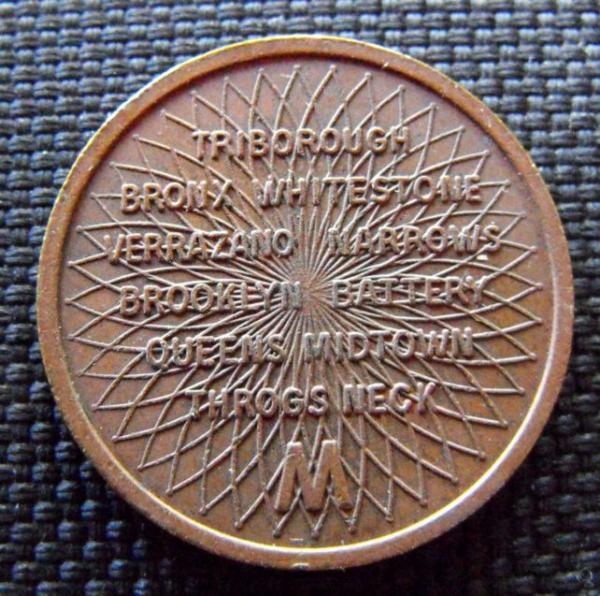 TRIBOROUGH
BRONX WHITESTONE
VERRAZANO NARROWS
BROOKLYN BATTERY
QUEENS MIDTOWN
THROGS NECK
M